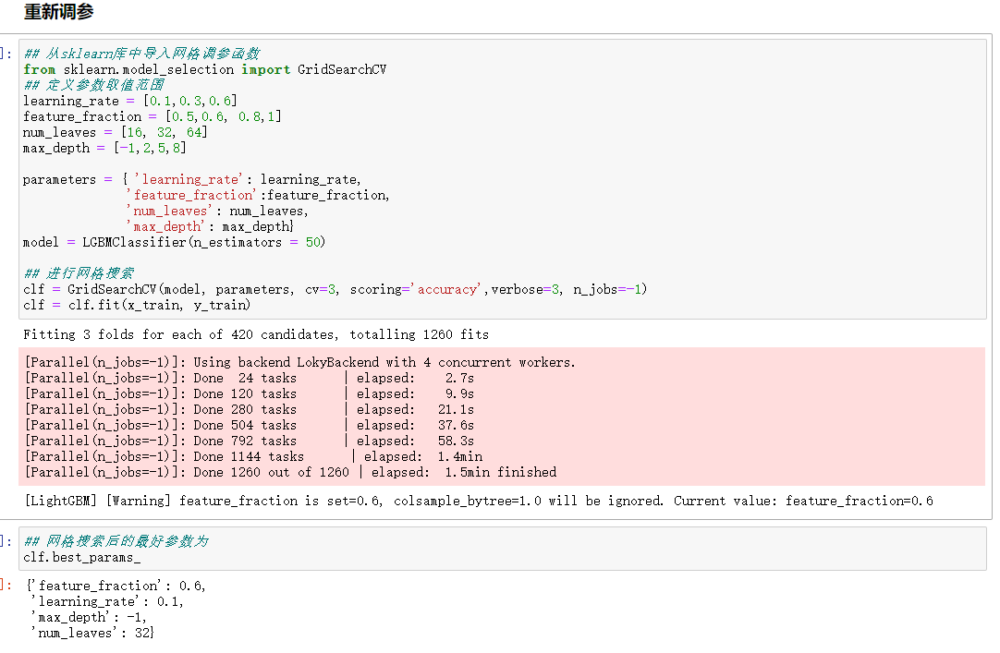 重新调参
]: ## 从sklearn库中导入网格调参函数
from sklearn.model_selection import GridSearchCV
## 定义参数取值范围
learning_rate = [0.1,0.3,0.6]
feature_fraction = [0.5,0.6, 0.8,1]
num_leaves = [16, 32, 64]
max_depth = [-1,2,5,8]
parameters = { 'learning_rate': learning_rate,
'feature_fraction':feature_fraction,
'num_leaves': num_leaves,
'max_depth': max_depth}
model = LGBMClassifier(n_estimators = 50)
## 进行网格搜索
clf = GridSearchCV(model, parameters, cv=3, scoring='accuracy',verbose=3, n_jobs=-1)
clf = clf.fit(x_train, y_train)
Fitting 3 folds for each of 420 candidates, totalling 1260 fits
[Parallel(n_jobs=-1)]: Using backend LokyBackend with 4 concurrent workers.
[Parallel(n_jobs=-1)]: Done  24 tasks      | elapsed:    2.7s
[Parallel(n_jobs=-1)]: Done 120 tasks      | elapsed:    9.9s
[Parallel(n_jobs=-1)]: Done 280 tasks      | elapsed:   21.1s
[Parallel(n_jobs=-1)]: Done 504 tasks      | elapsed:   37.6s
[Parallel(n_jobs=-1)]: Done 792 tasks      | elapsed:   58.3s
[Parallel(n_jobs=-1)]: Done 1144 tasks      | elapsed:  1.4min
[Parallel(n_jobs=-1)]: Done 1260 out of 1260 | elapsed:  1.5min finished
[LightGBM] [Warning] feature_fraction is set=0.6, colsample_bytree=1.0 will be ignored. Current value: feature_fraction=0.6
]: ## 网格搜索后的最好参数为
clf.best_params_
]: {'feature_fraction': 0.6,
'learning_rate': 0.1,
'max_depth': -1,
'num_leaves': 32}